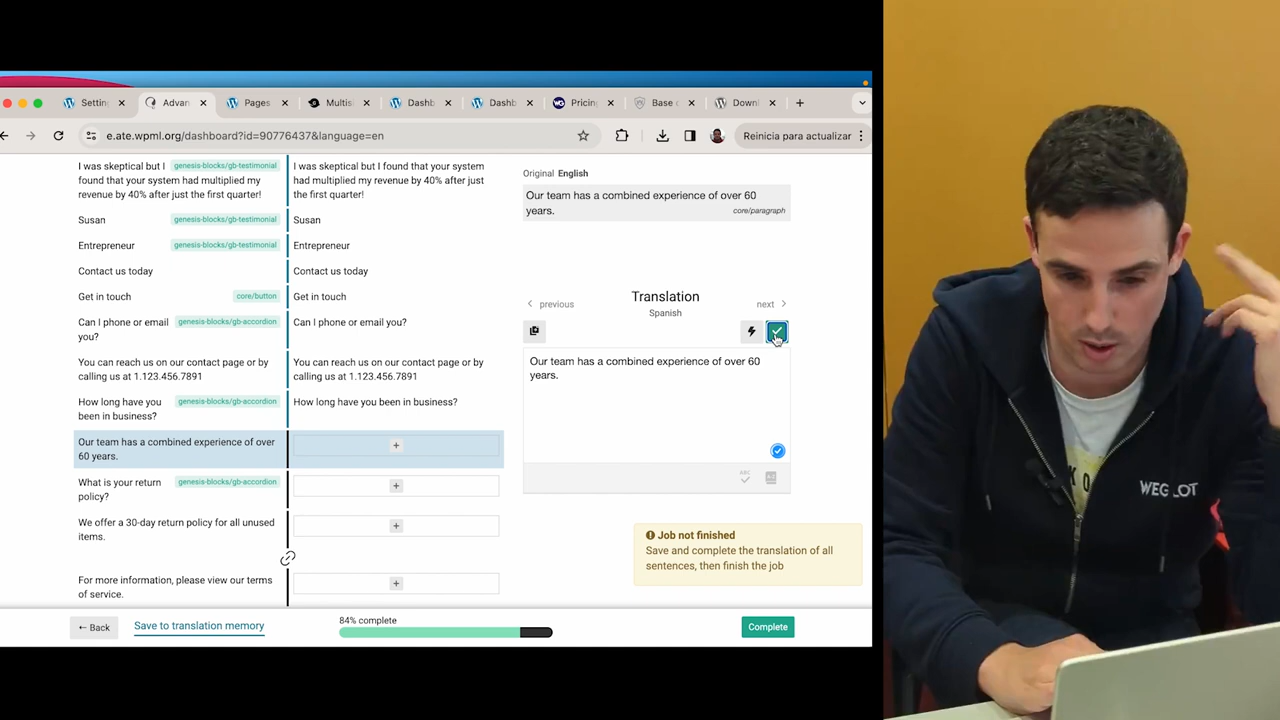 Settin
Advan
Pages
Multis
Dashb
Dashb
WG Pricing
Base
Downl
e.ate.wpml.org/dashboard?id=90776437&language=en
Reinicia para actualizar
I was skeptical but I
found that your system
had multiplied my
revenue by 40% after just
the first quarter!
genesis-blocks/gb-testimonial
I was skeptical but I found that your system
had multiplied my revenue by 40% after just
the first quarter!
Susan
genesis-blocks/gb-testimonial
Susan
Entrepreneur
genesis-blocks/gb-testimonial
Entrepreneur
Contact us today
Contact us today
Get in touch
core/button
Get in touch
Can I phone or email
you?
genesis-blocks/gb-accordion
Can I phone or email you?
You can reach us on our contact page or by
calling us at 1.123.456.7891
You can reach us on our contact page or by
calling us at 1.123.456.7891
How long have you
been in business?
genesis-blocks/gb-accordion
How long have you been in business?
Our team has a combined experience of over
60 years.
+
What is your return
policy?
genesis-blocks/gb-accordion
+
We offer a 30-day return policy for all unused
items.
+
For more information, please view our terms
of service.
+
Original English
Our team has a combined experience of over 60
years.
core/paragraph
previous
Translation
next
Spanish
Our team has a combined experience of over 60
years.
ABC
Job not finished
Save and complete the translation of all
sentences, then finish the job
← Back
Save to translation memory
84% complete
Complete
WEGLOT